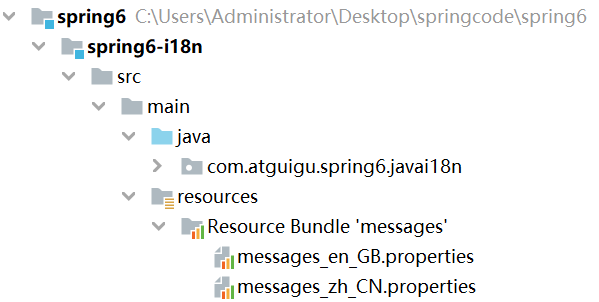 spring6 C:\Users\Administrator\Desktop\springcode\spring6
spring6-i18n
src
main
java
com.atguigu.spring6.javai18n
resources
Resource Bundle 'messages'
messages_en_GB.properties
messages_zh_CN.properties